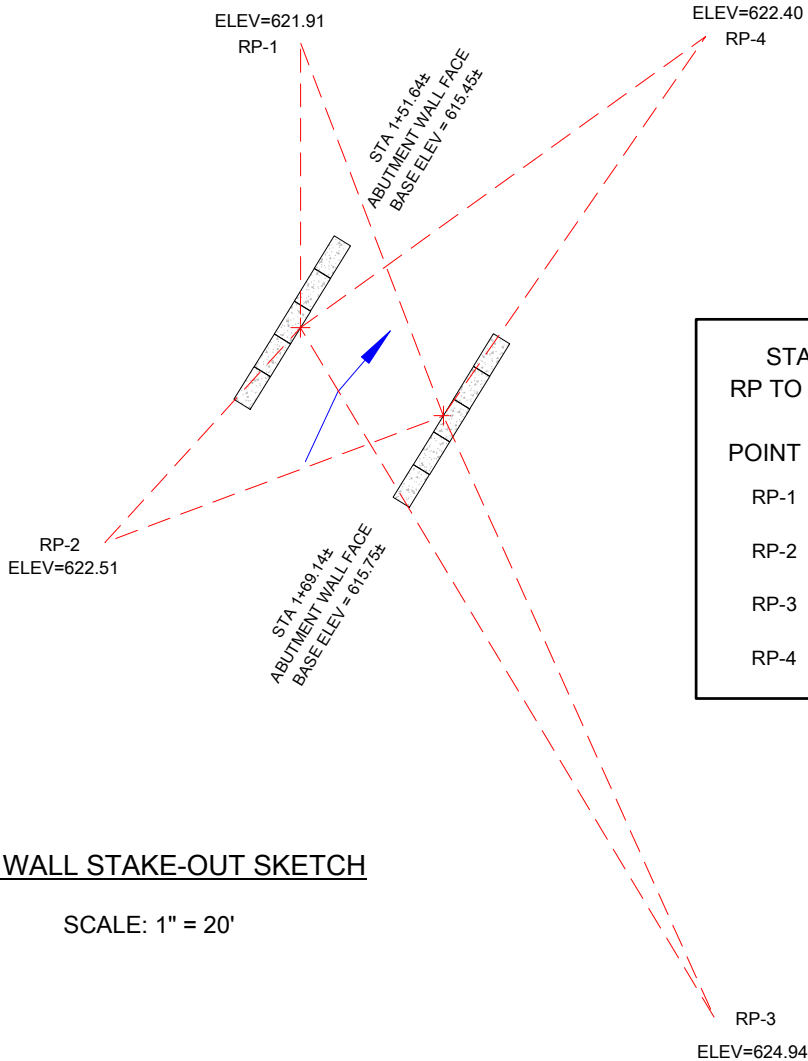 ELEV=621.91
RP-1
ELEV=622.40
RP-4
STA 1+51.64±
ABUTMENT WALL FACE
BASE ELEV = 615.45±
STA
RP TO
POINT
RP-1
RP-2
RP-3
RP-4
RP-2
ELEV=622.51
STA 1+69.14±
ABUTMENT WALL FACE
BASE ELEV = 615.75±
WALL STAKE-OUT SKETCH
SCALE: 1" = 20'
RP-3
ELEV=624.94